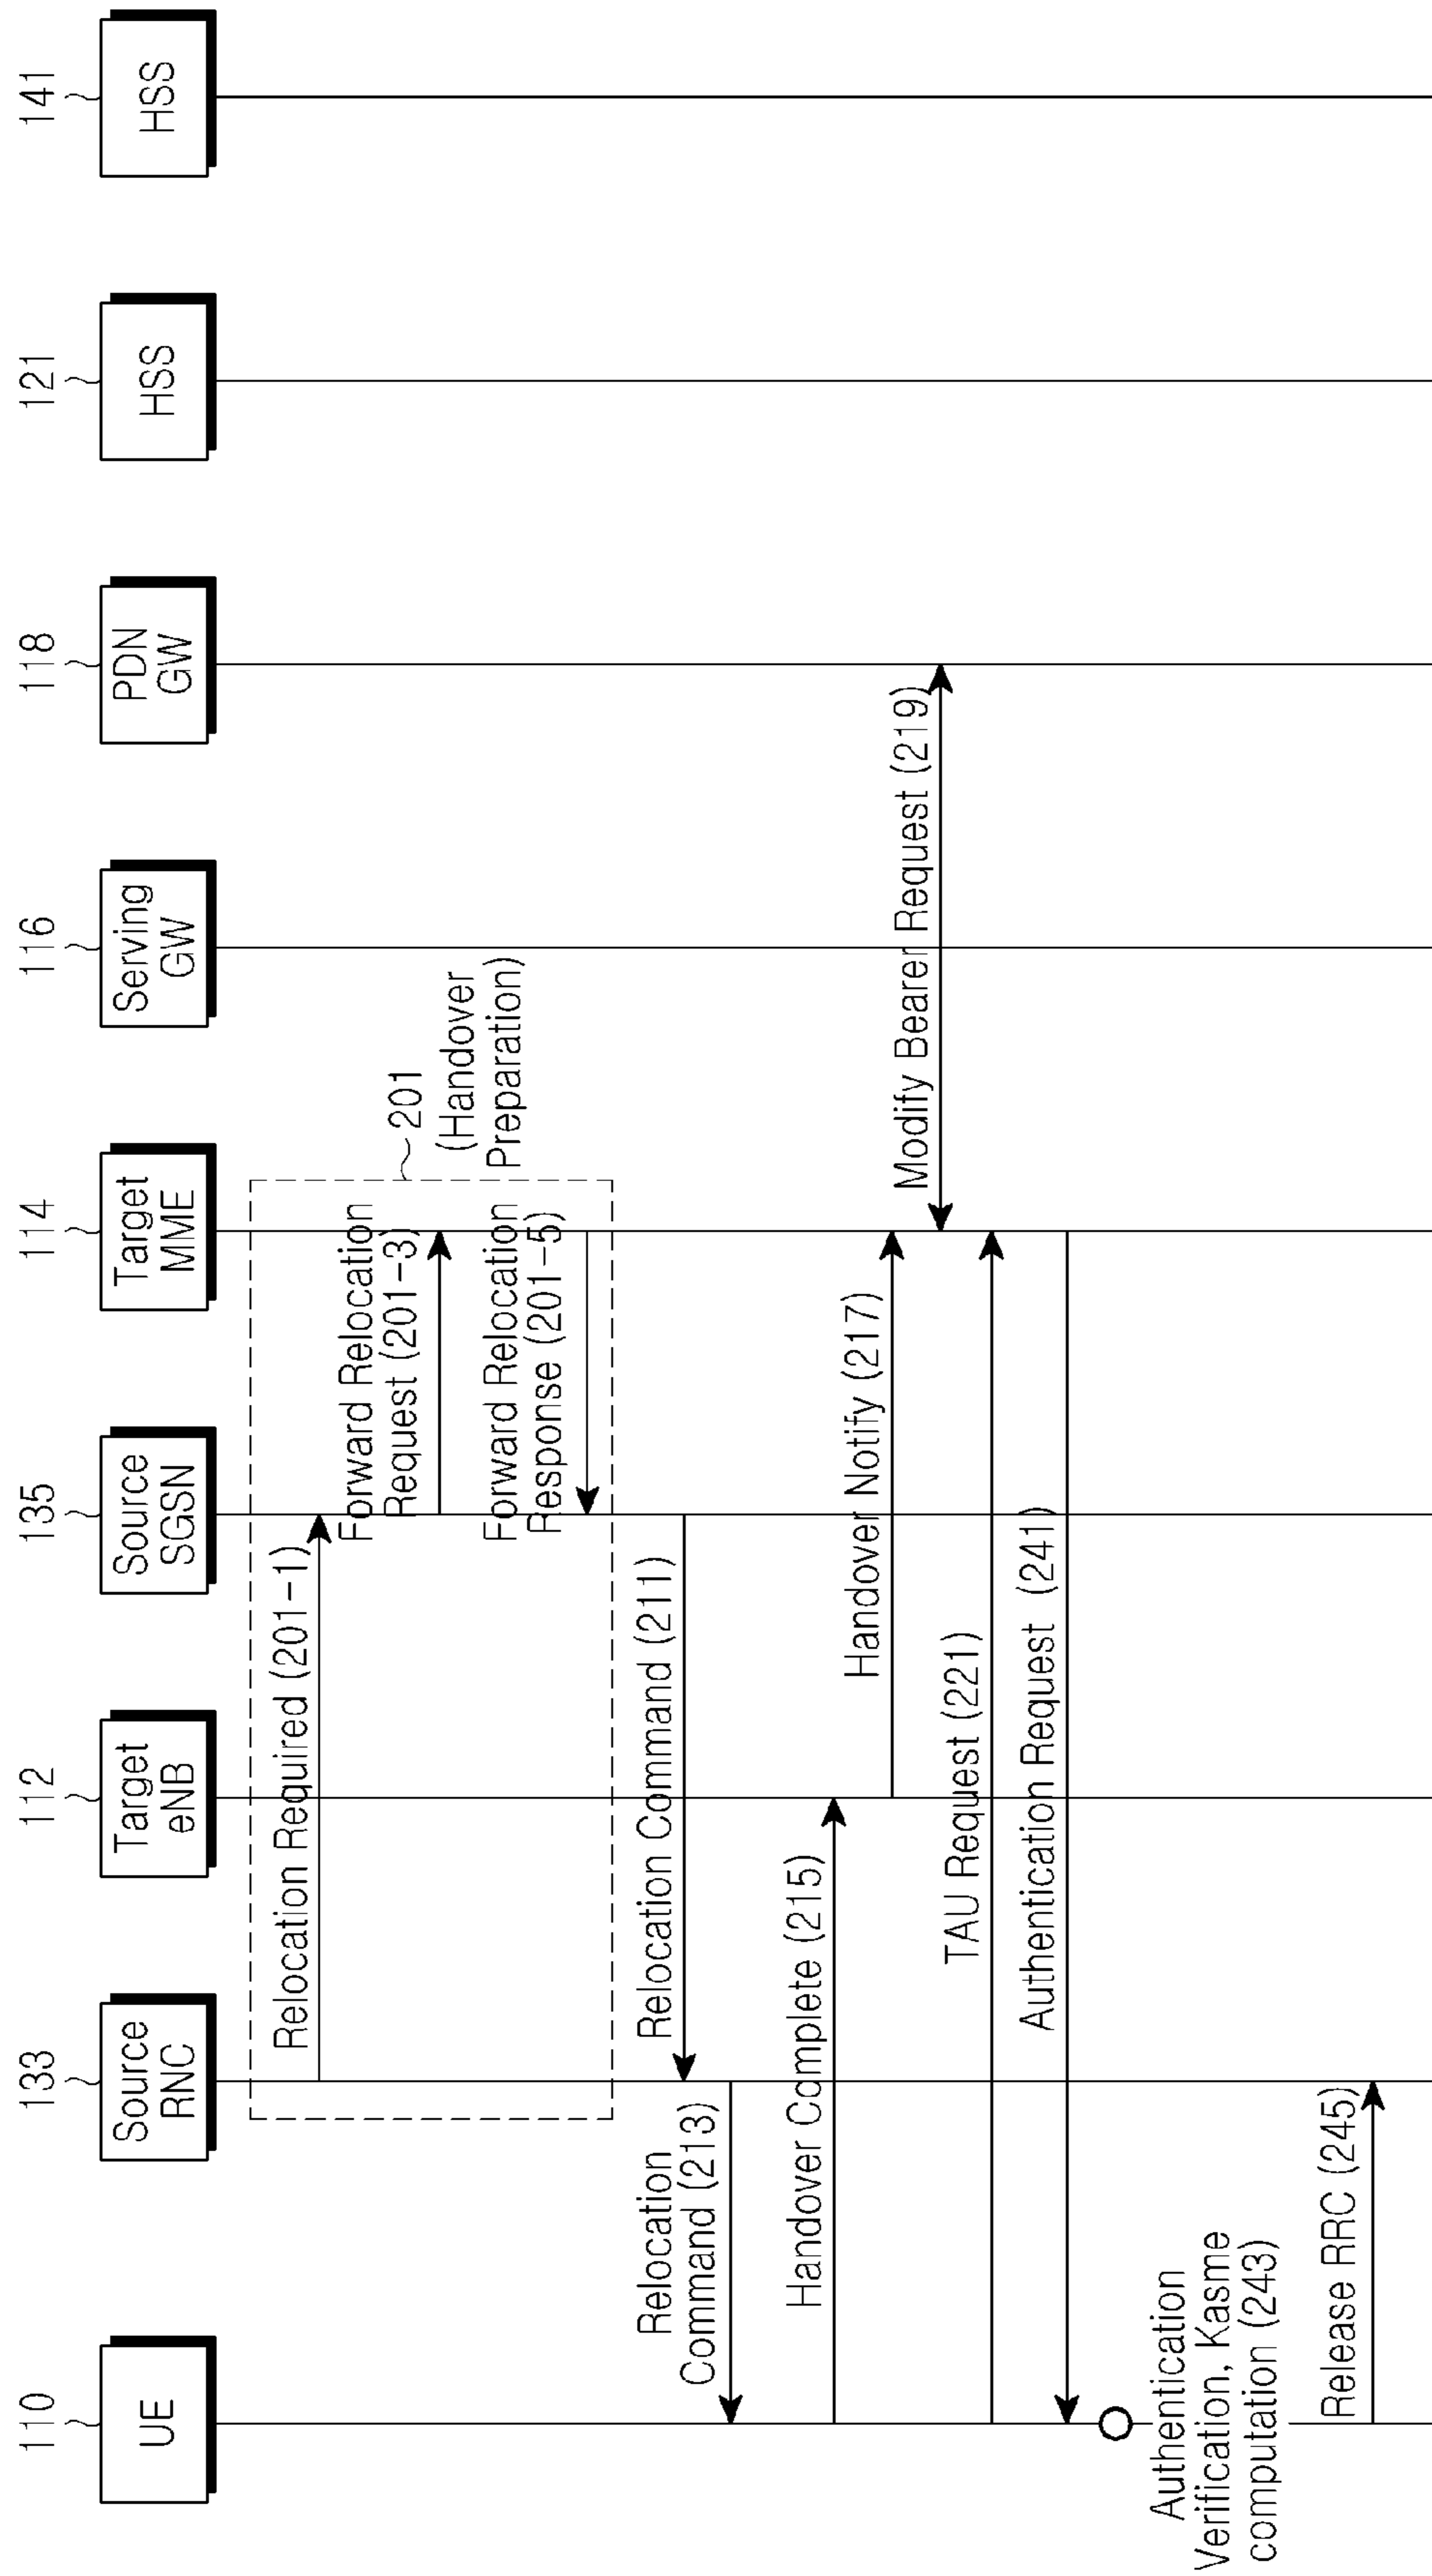 110
133
112
135
114
116
118
121
141
UE
Source
RNC
Target
eNB
Source
SGSN
Target
MME
Serving
GW
PDN
GW
HSS
HSS
Relocation Required (201-1)
Forward Relocation
Request (201-3)
201
(Handover
Preparation)
Forward Relocation
Response (201-5)
Relocation Command (211)
Relocation
Command (213)
Handover Complete (215)
Handover Notify (217)
Modify Bearer Request (219)
TAU Request (221)
Authentication Request (241)
Authentication
Verification, Kasme
computation (243)
Release RRC (245)